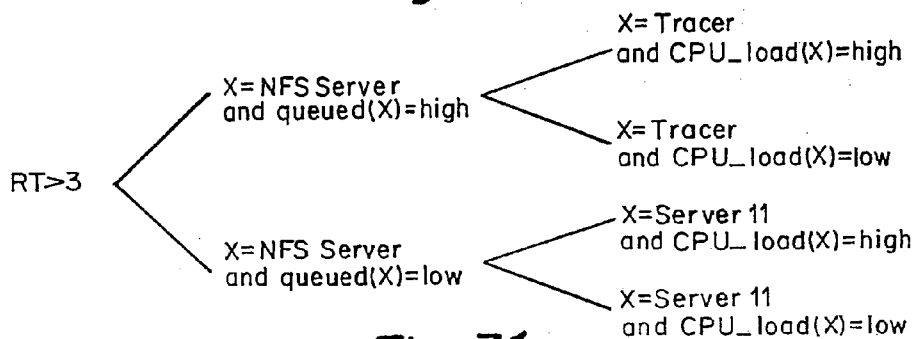 X=Tracer
and CPU_load(X)=high
X=NFS Server
and queued(X)=high
X=Tracer
and CPU_load(X)=low
RT>3
X=Server 11
and CPU_load(X)=high
X=NFS Server
and queued(X)=low
X=Server 11
and CPU_load(X)=low